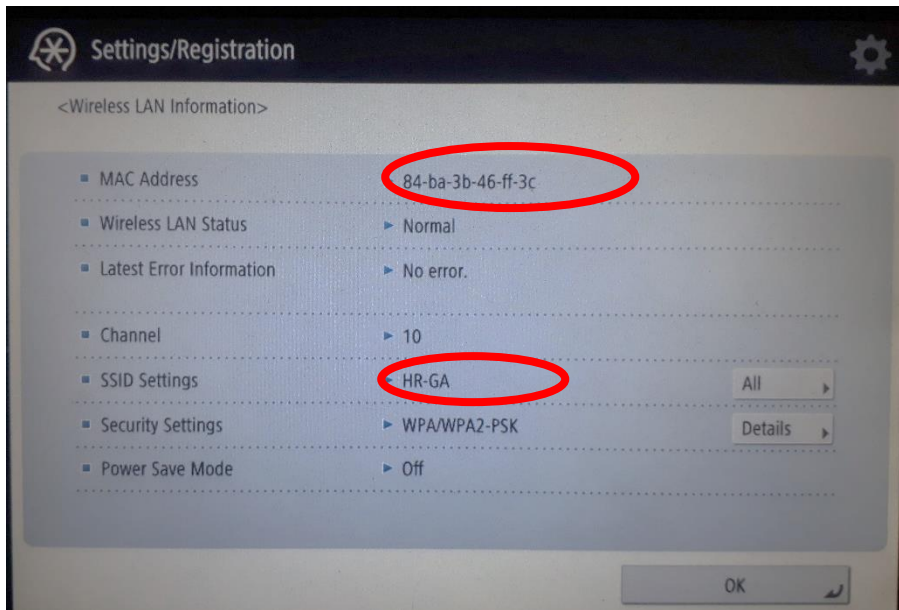 Settings/Registration
<Wireless LAN Information>
MAC Address 84-ba-3b-46-ff-3c
Wireless LAN Status Normal
Latest Error Information No error.
Channel 10
SSID Settings HR-GA All
Security Settings WPA/WPA2-PSK Details
Power Save Mode Off
OK